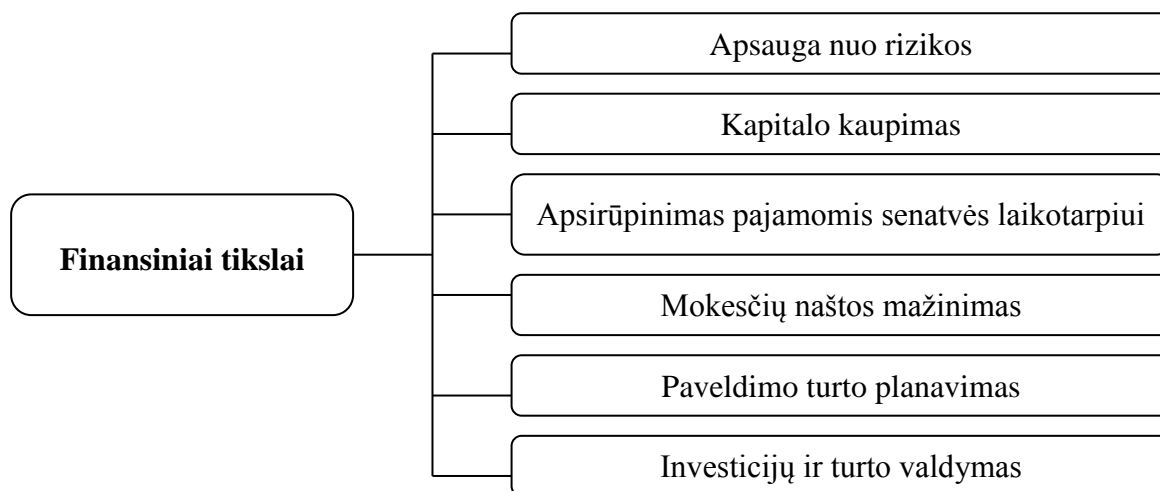 Finansiniai tikslai
Apsauga nuo rizikos
Kapitalo kaupimas
Apsirūpinimas pajamomis senatvės laikotarpiui
Mokesčių naštos mažinimas
Paveldimo turto planavimas
Investicijų ir turto valdymas